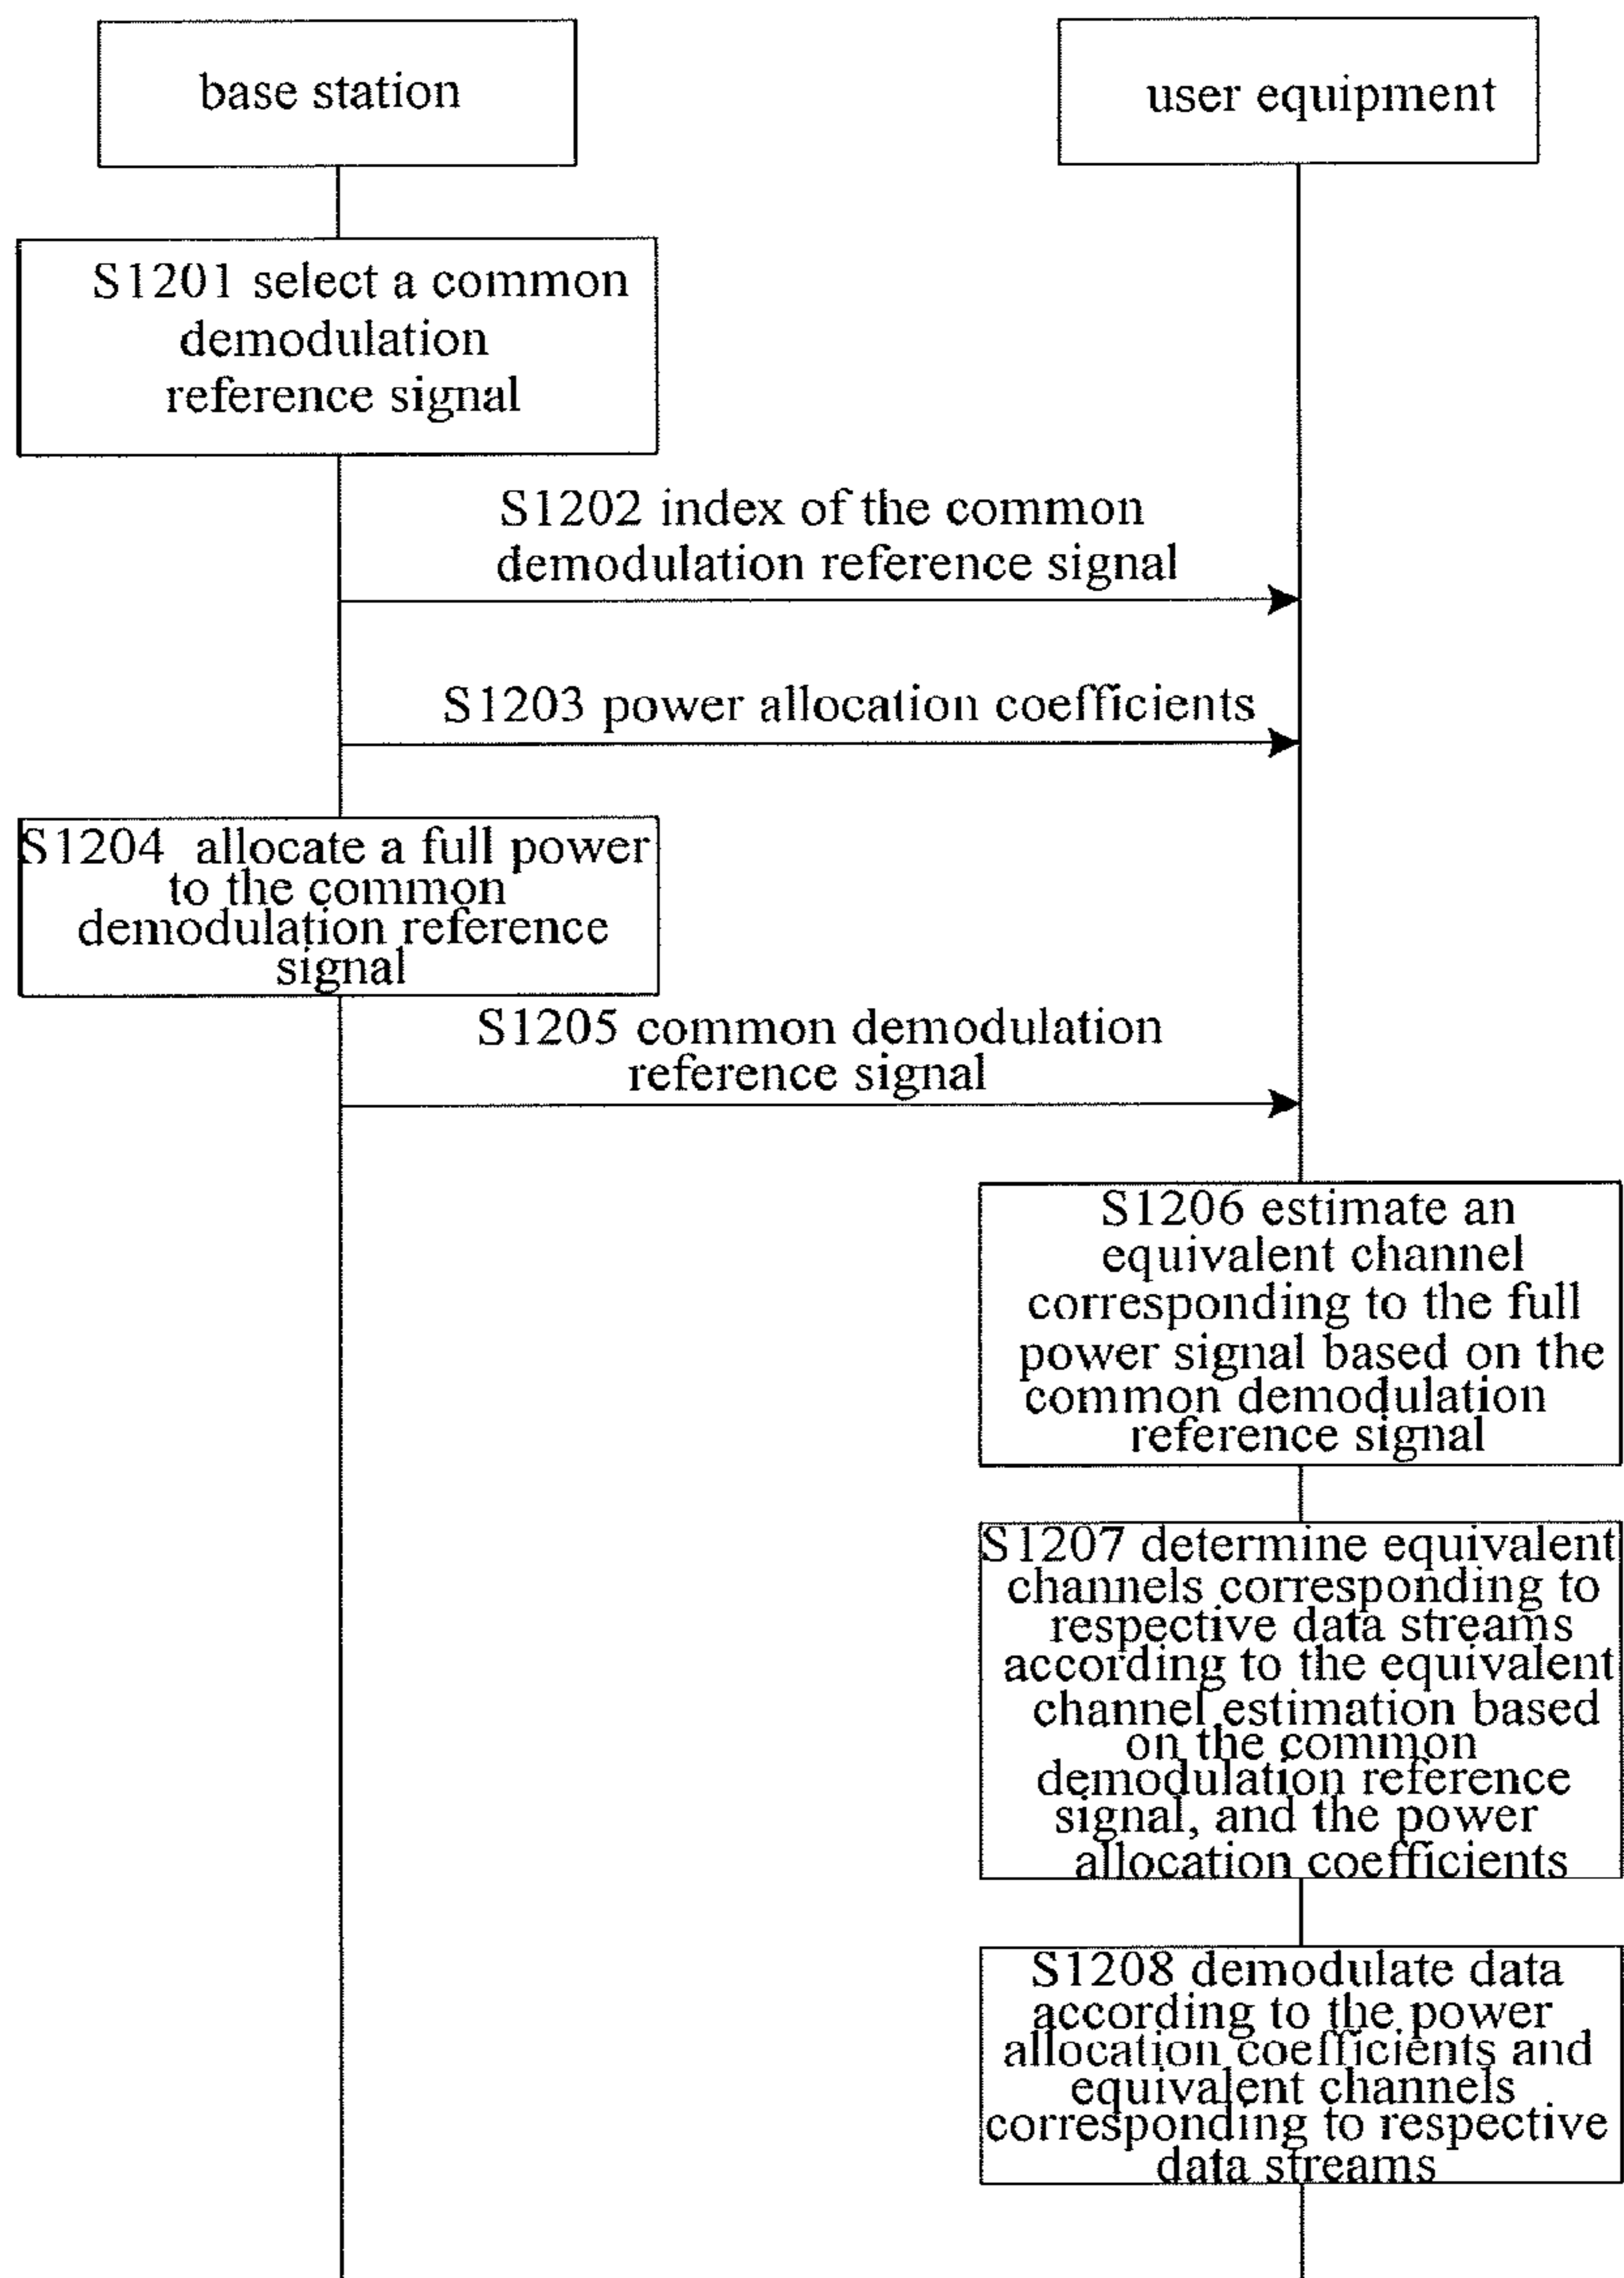 base station
user equipment
S1201 select a common
demodulation
reference signal
S1202 index of the common
demodulation reference signal
S1203 power allocation coefficients
S1204 allocate a full power
to the common
demodulation reference
signal
S1205 common demodulation
reference signal
S1206 estimate an
equivalent channel
corresponding to the full
power signal based on the
common demodulation
reference signal
S1207 determine equivalent
channels corresponding to
respective data streams
according to the equivalent
channel estimation based
on the common
demodulation reference
signal, and the power
allocation coefficients
S1208 demodulate data
according to the power
allocation coefficients and
equivalent channels
corresponding to respective
data streams